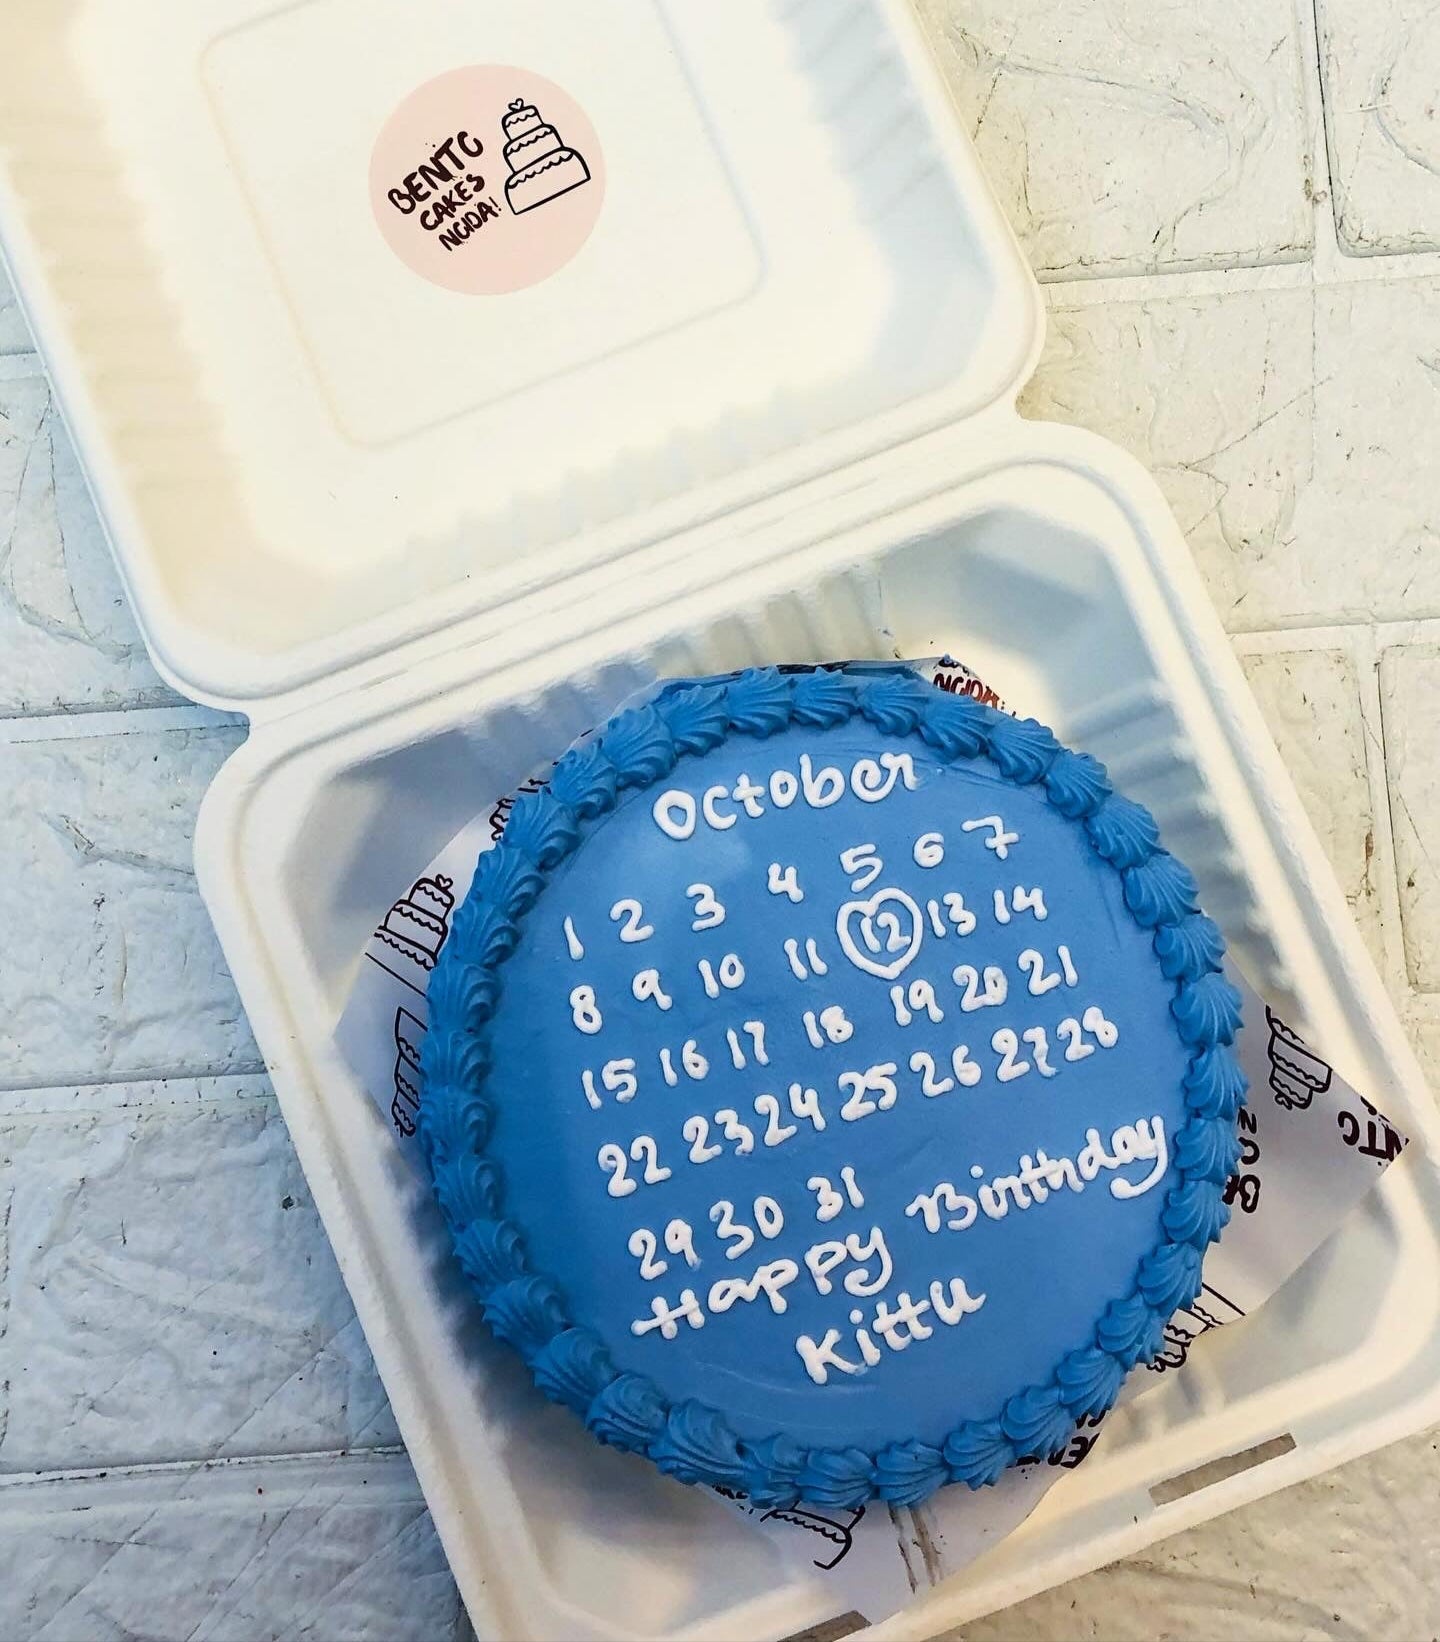 BENTO
CAKES
NOIDA!
NOIDA!
October
1 2 3 4 5 6 7
8 9 10 11 12 13 14
15 16 17 18 19 20 21
22 23 24 25 26 27 28
29 30 31
Happy Birthday
Kittu